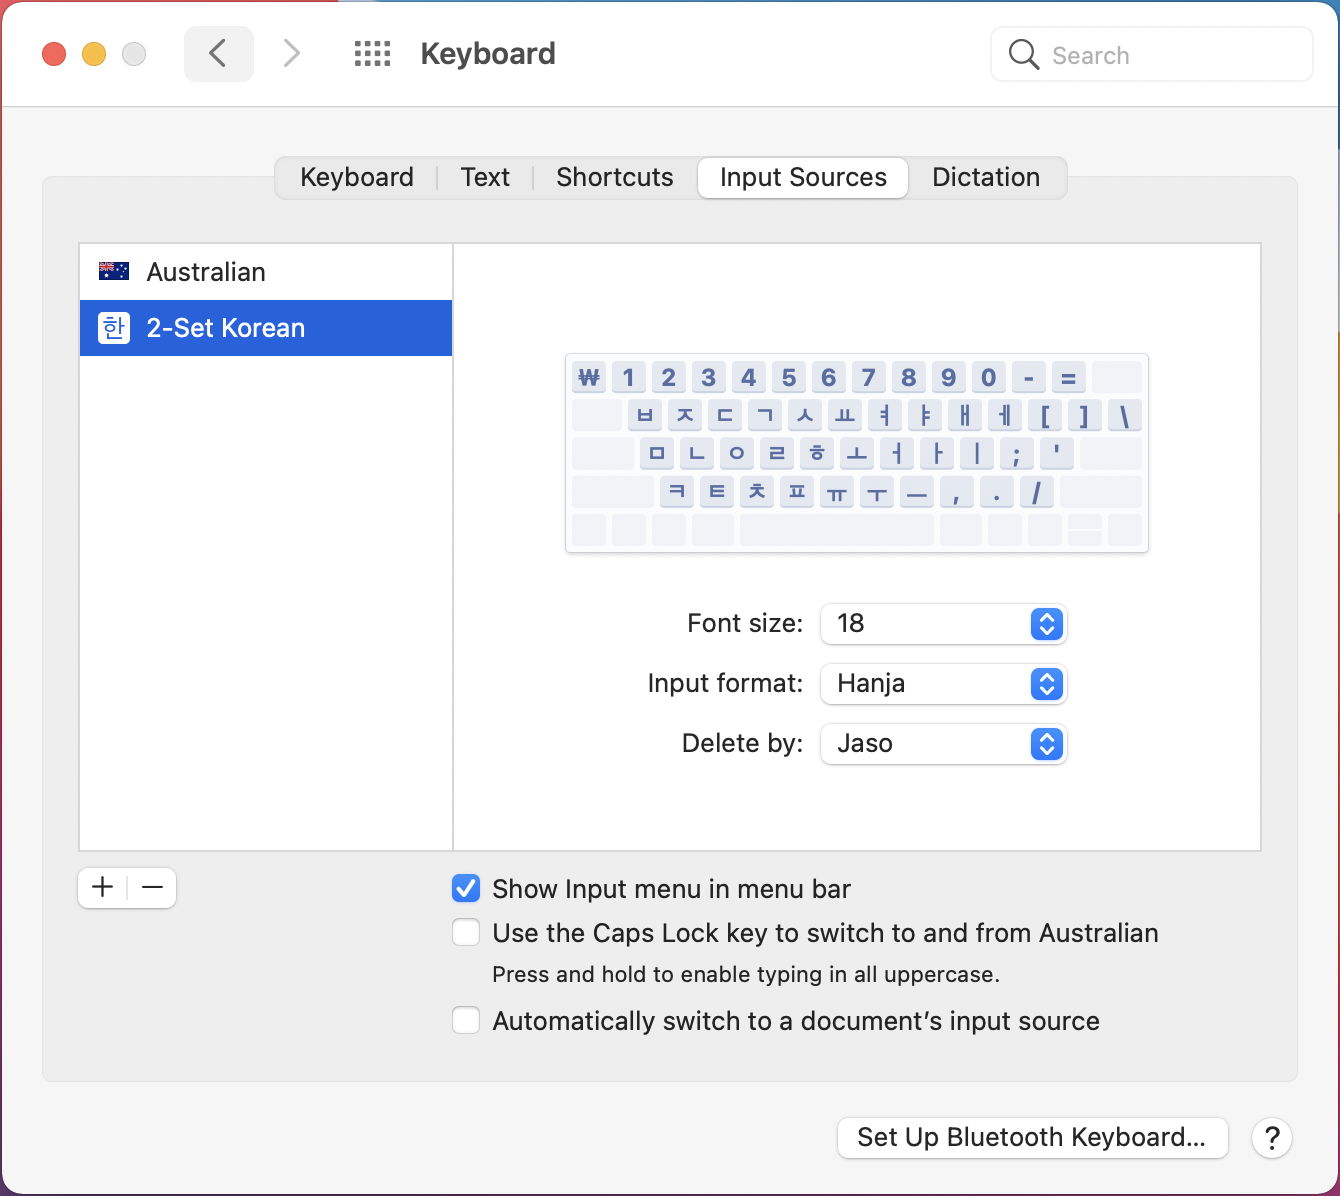 Keyboard
Search
Keyboard Text Shortcuts Input Sources Dictation
Australian
한 2-Set Korean
₩ 1 2 3 4 5 6 7 8 9 0 - =
ㅂ ㅈ ㄷ ㄱ ㅅ ㅛ ㅕ ㅑ ㅐ ㅔ [ ] \
ㅁ ㄴ ㅇ ㄹ ㅎ ㅗ ㅓ ㅏ ㅣ ; '
ㅋ ㅌ ㅊ ㅍ ㅠ ㅜ ㅡ , . /
Font size: 18
Input format: Hanja
Delete by: Jaso
Show Input menu in menu bar
Use the Caps Lock key to switch to and from Australian
Press and hold to enable typing in all uppercase.
Automatically switch to a document’s input source
Set Up Bluetooth Keyboard... ?